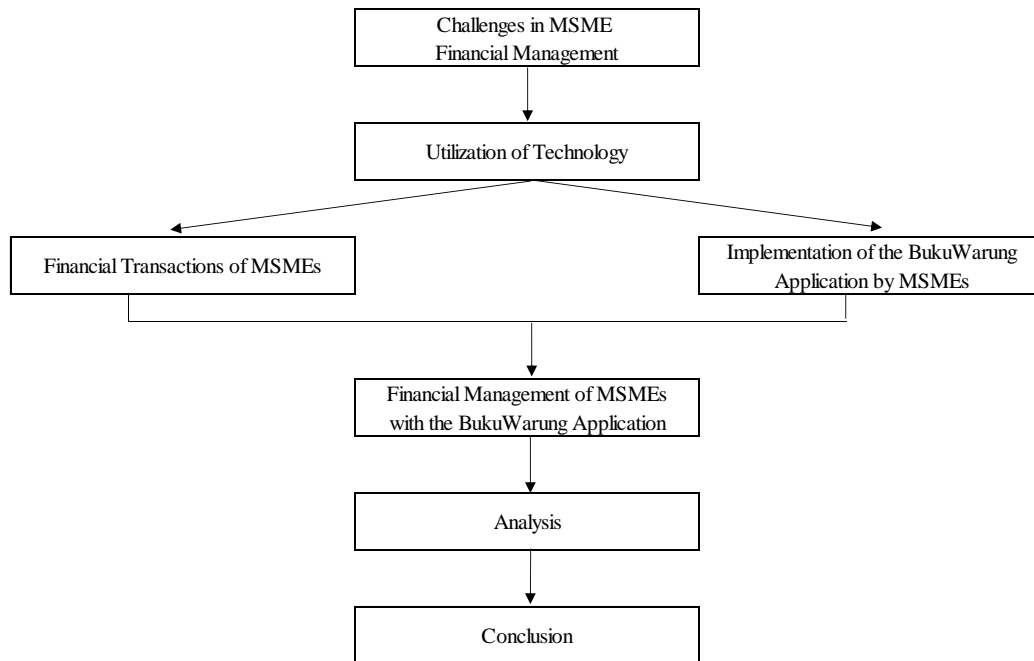 Challenges in MSME
Financial Management
Utilization of Technology
Financial Transactions of MSMEs
Implementation of the BukuWarung
Application by MSMEs
Financial Management of MSMEs
with the BukuWarung Application
Analysis
Conclusion